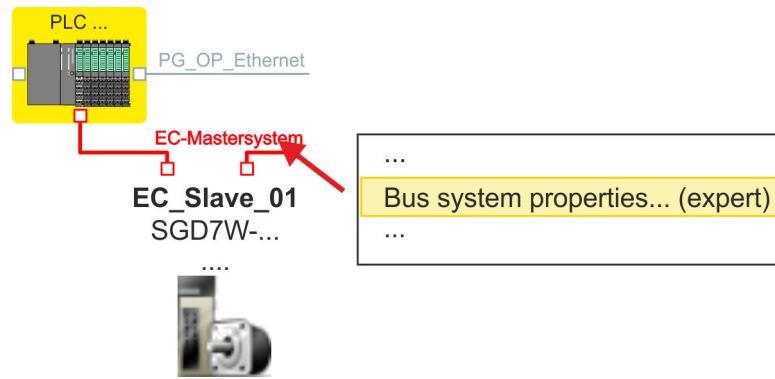 PLC ...
PG_OP_Ethernet
EC-Mastersystem
EC_Slave_01
SGD7W-...
....
...
Bus system properties... (expert)
...